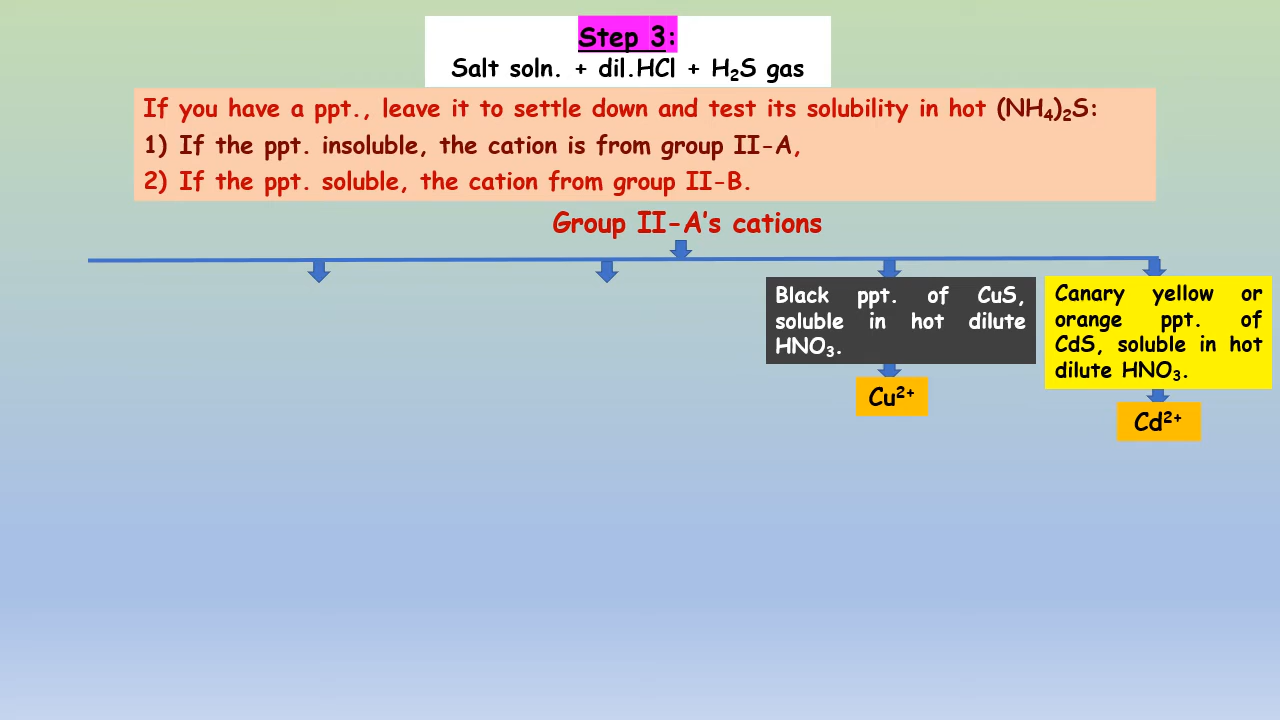 Step 3:
Salt soln. + dil.HCl + H₂S gas
If you have a ppt., leave it to settle down and test its solubility in hot (NH₄)₂S:
1) If the ppt. insoluble, the cation is from group II-A,
2) If the ppt. soluble, the cation from group II-B.
Group II-A's cations
Black ppt. of CuS,
soluble in hot dilute
HNO₃.
Cu²⁺
Canary yellow or
orange ppt. of
CdS, soluble in hot
dilute HNO₃.
Cd²⁺